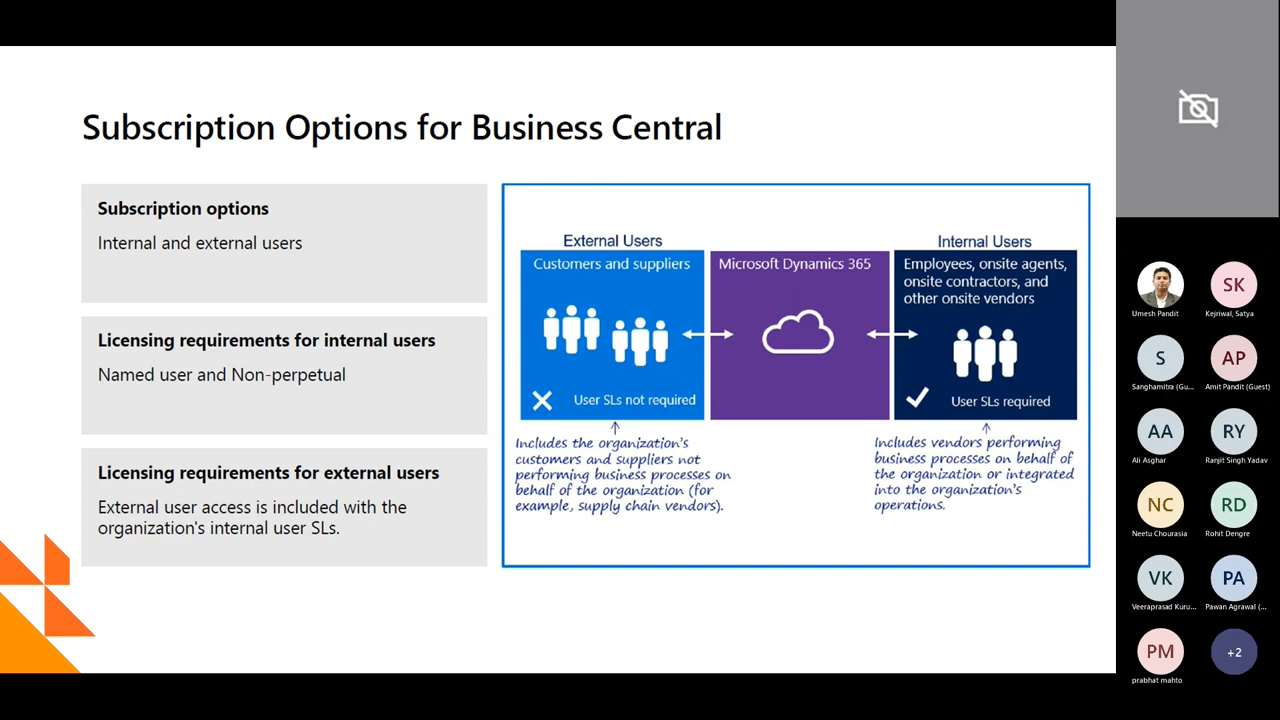 Subscription Options for Business Central
Subscription options
Internal and external users
Licensing requirements for internal users
Named user and Non-perpetual
Licensing requirements for external users
External user access is included with the
organization's internal user SLs.
External Users
Customers and suppliers
User SLs not required
Includes the organization's
customers and suppliers not
performing business processes on
behalf of the organization (for
example, supply chain vendors).
Microsoft Dynamics 365
Internal Users
Employees, onsite agents,
onsite contractors, and
other onsite vendors
User SLs required
Includes vendors performing
business processes on behalf of
the organization or integrated
into the organization's
operations.
Umesh Pandit
SK
Kejriwal, Satya
S
Sanghamitra (Gu...
AP
Amit Pandit (Guest)
AA
Ali Asghar
RY
Ranjit Singh Yadav
NC
Neetu Chourasia
RD
Rohit Dengre
VK
Veeraprasad Kuru...
PA
Pawan Agrawal (...
PM
prabhat mahto
+2